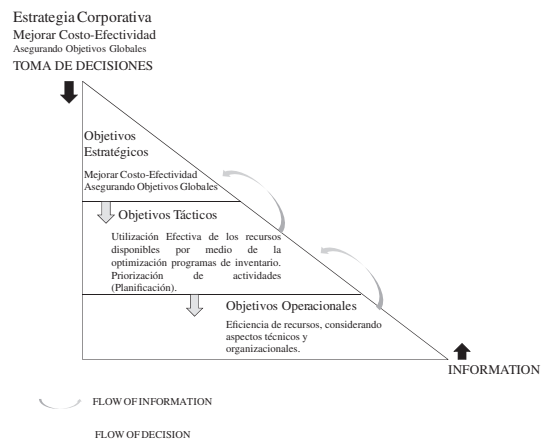 Estrategia Corporativa
Mejorar Costo-Efectividad
Asegurando Objetivos Globales
TOMA DE DECISIONES
Objetivos
Estratégicos
Mejorar Costo-Efectividad
Asegurando Objetivos Globales
Objetivos Tácticos
Utilización Efectiva de los recursos
disponibles por medio de la
optimización programas de inventario.
Priorización de actividades
(Planificación).
Objetivos Operacionales
Eficiencia de recursos, considerando
aspectos técnicos y
organizacionales.
INFORMATION
FLOW OF INFORMATION
FLOW OF DECISION